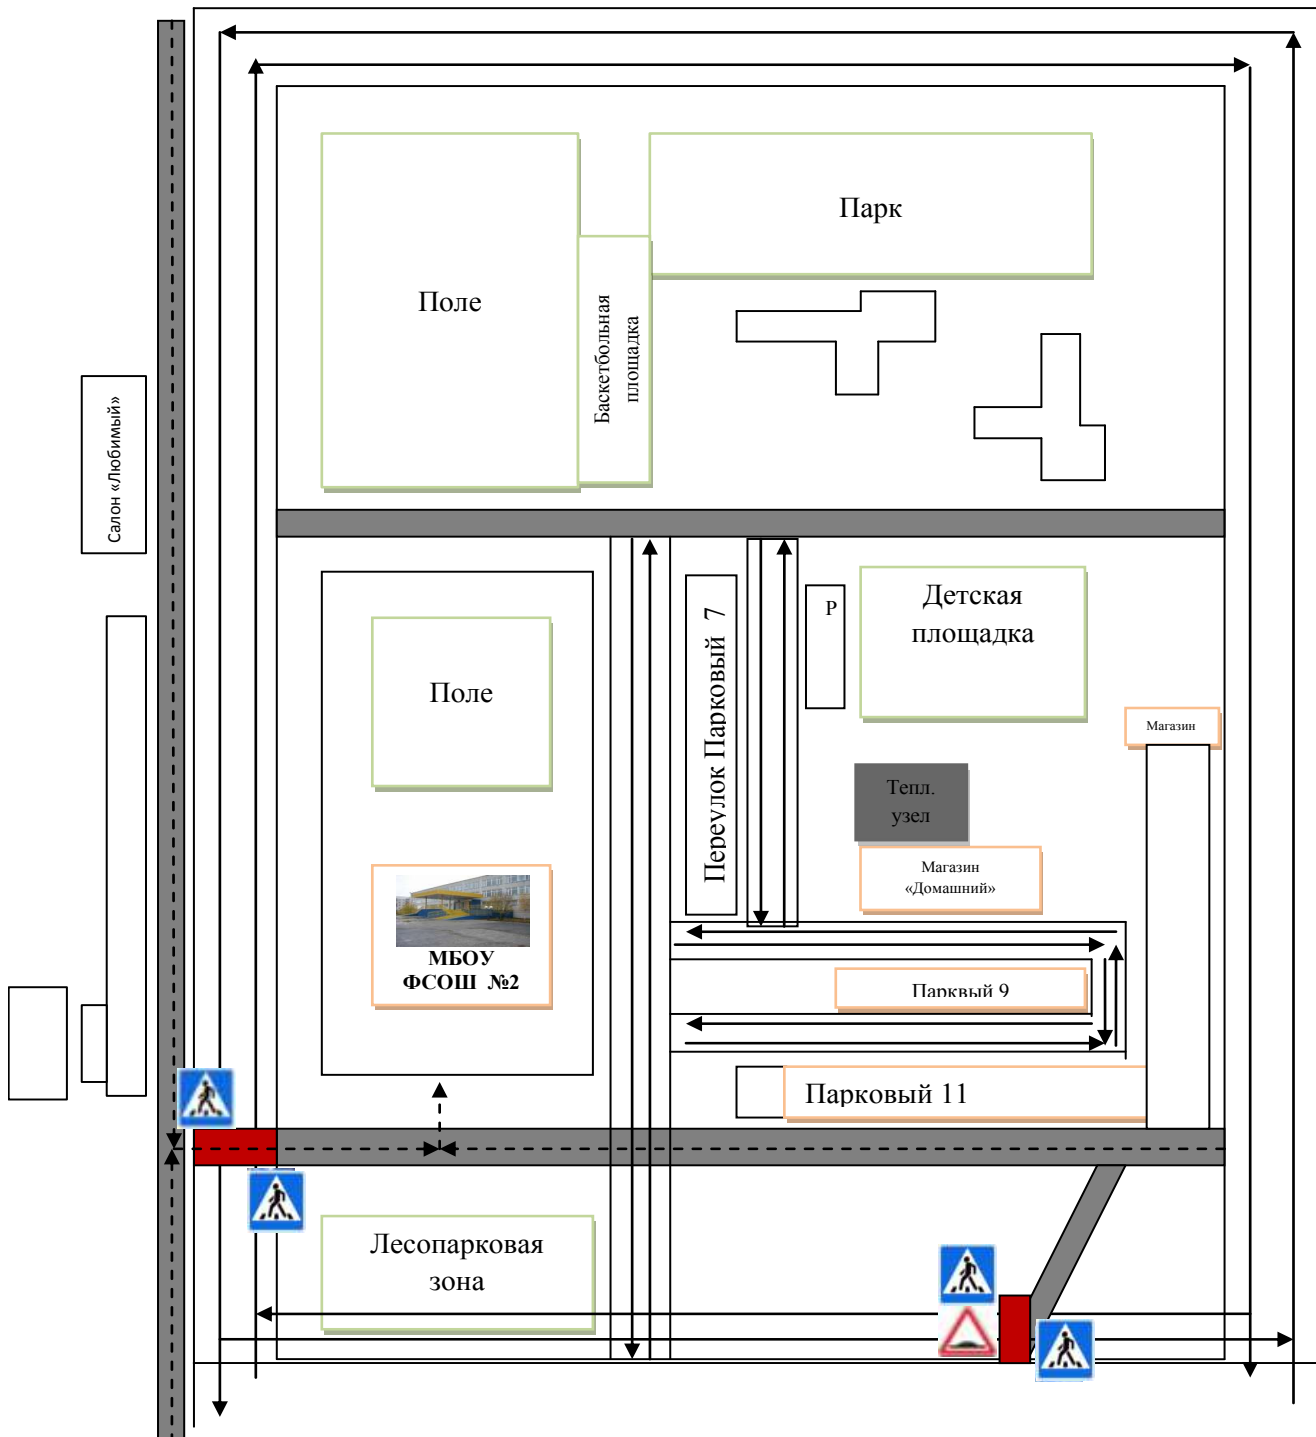 Парк
Поле
Баскетбольная
площадка
Салон «Любимый»
Переулок Парковый 7
Р
Детская
площадка
Поле
Магазин
Тепл.
узел
Магазин
«Домашний»
МБОУ
ФСОШ №2
Парквый 9
Парковый 11
Лесопарковая
зона